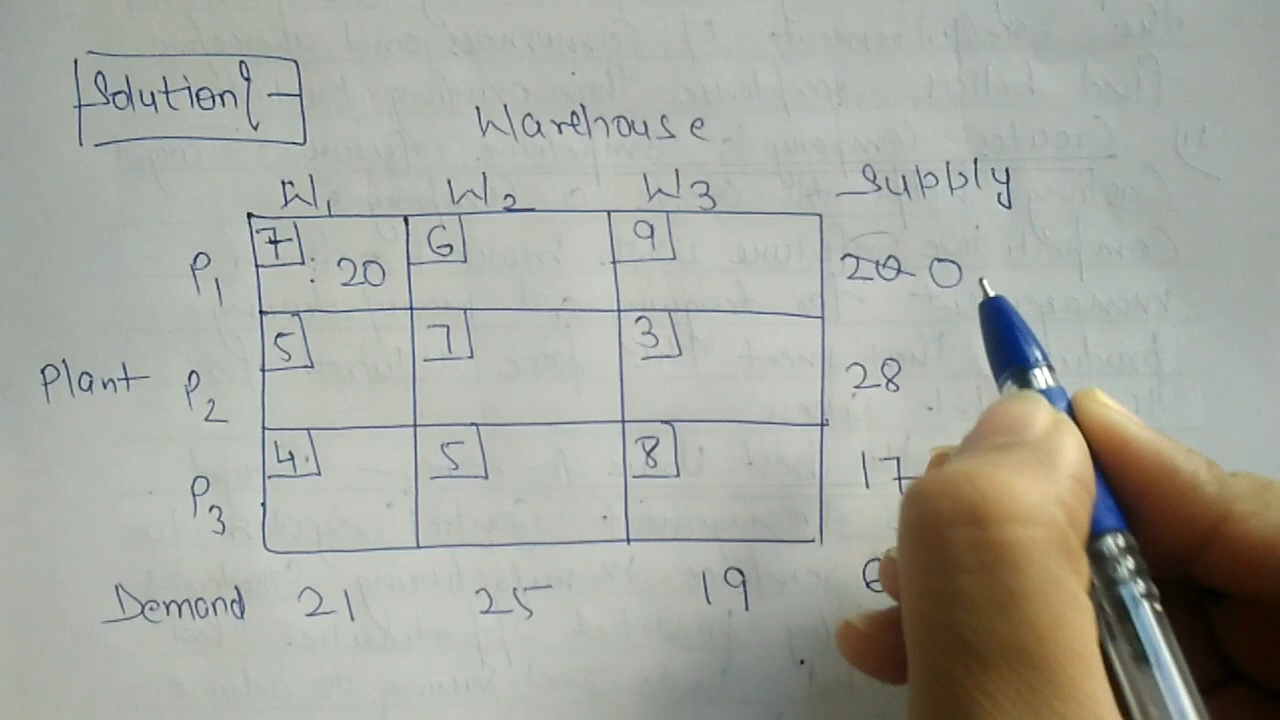 Solution :-
Warehouse
W1 W2 W3 Supply
P1 7 20 6 9 20 0
Plant P2 5 7 3 28
P3 4 5 8 17
Demand 21 25 19 6